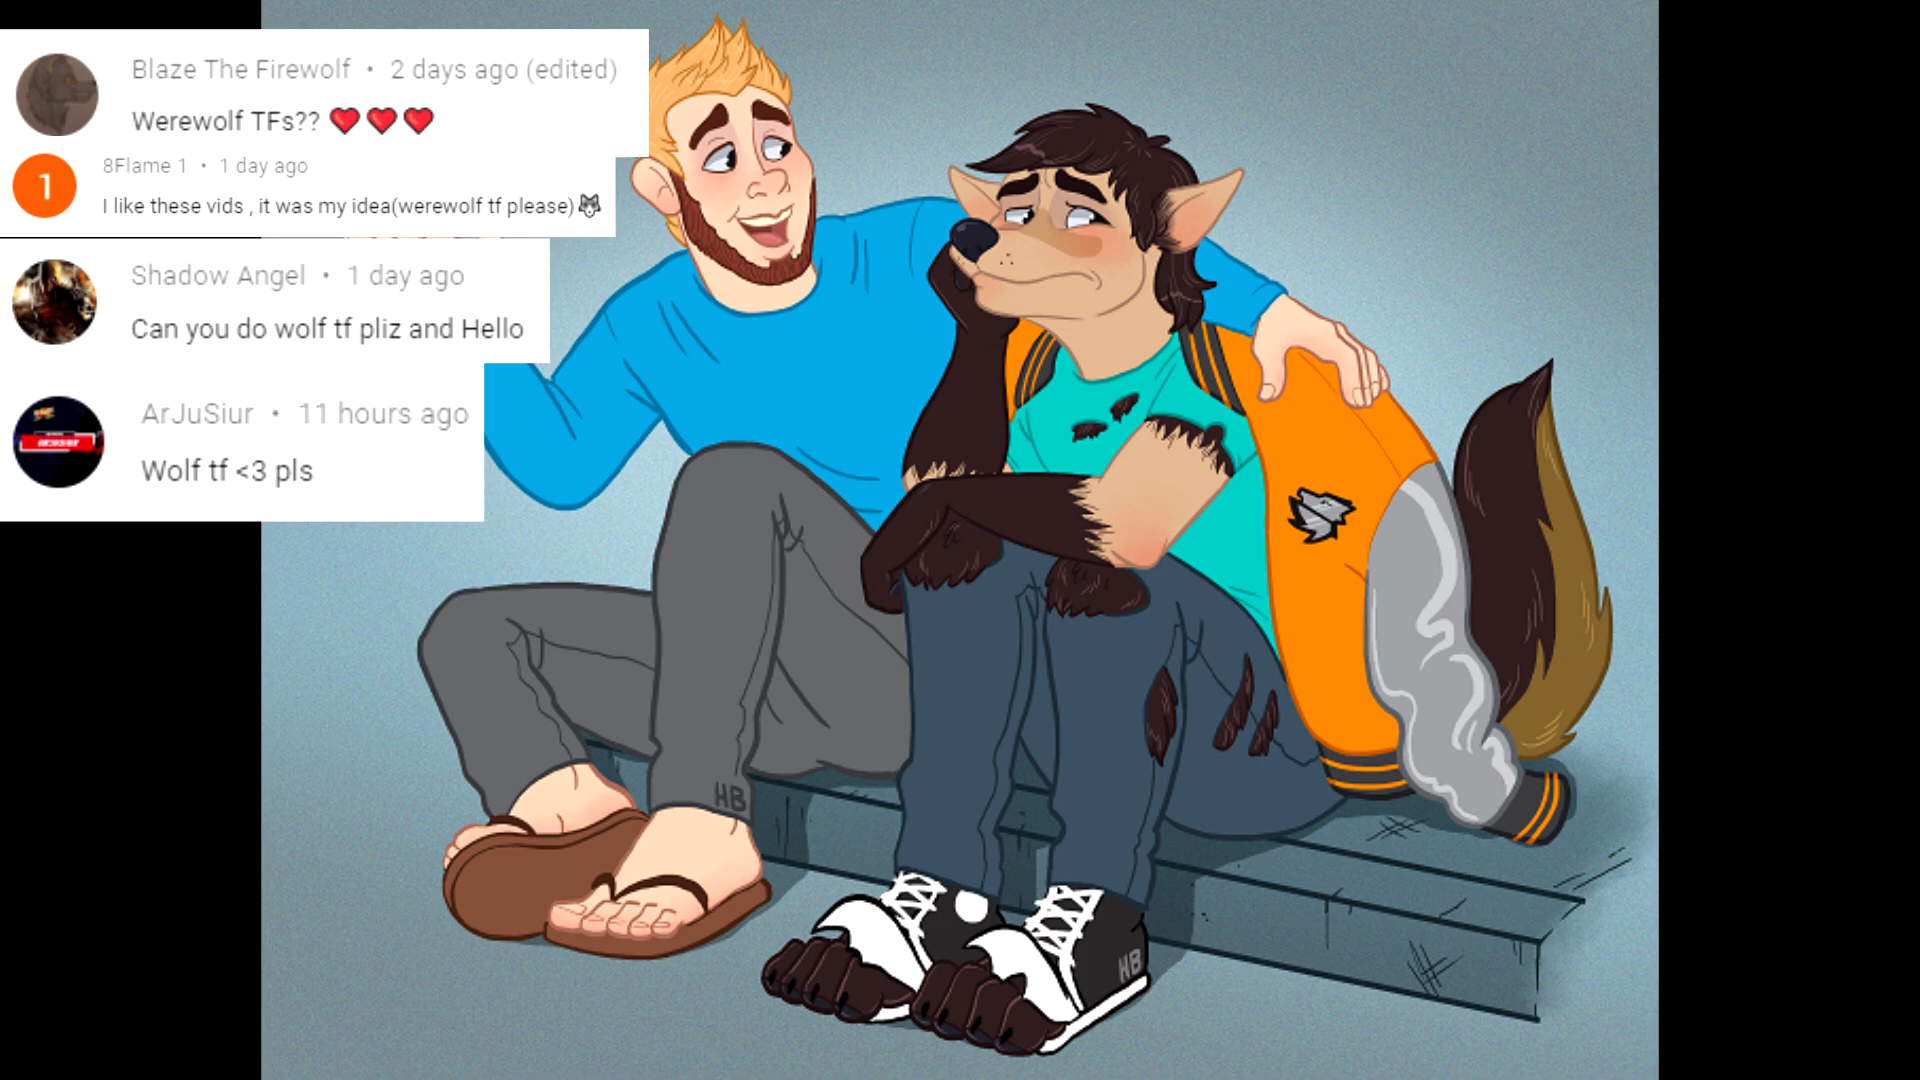 Blaze The Firewolf • 2 days ago (edited)
Werewolf TFs?? ❤️❤️❤️
1
8Flame 1 • 1 day ago
I like these vids , it was my idea(werewolf tf please)🐺
Shadow Angel • 1 day ago
Can you do wolf tf pliz and Hello
ArJuSiur • 11 hours ago
Wolf tf <3 pls
HB
HB